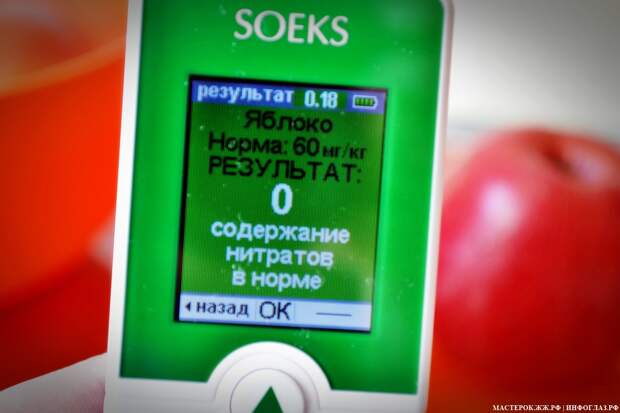 SOEKS
результат 0.18
Яблоко
Норма: 60 мг/кг
РЕЗУЛЬТАТ:
0
содержание
нитратов
в норме
назад OK
МАСТЕРОК.ЖЖ.РФ | ИНФОГЛАЗ.РФ